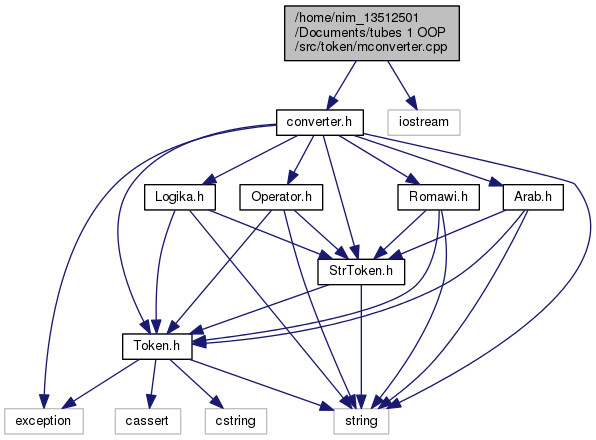 /home/nim_13512501
/Documents/tubes 1 OOP
/src/token/mconverter.cpp
converter.h
iostream
Logika.h
Operator.h
Romawi.h
Arab.h
StrToken.h
Token.h
exception
cassert
cstring
string